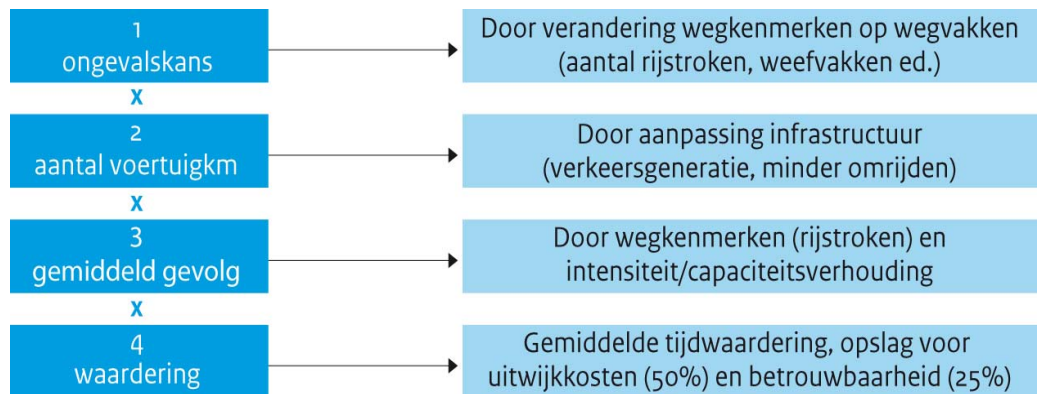 1
ongevalskans
Door verandering wegkenmerken op wegvakken
(aantal rijstroken, weefvakken ed.)
x
2
aantal voertuigkm
Door aanpassing infrastructuur
(verkeersgeneratie, minder omrijden)
x
3
gemiddeld gevolg
Door wegkenmerken (rijstroken) en
intensiteit/capaciteitsverhouding
x
4
waardering
Gemiddelde tijdwaardering, opslag voor
uitwijkkosten (50%) en betrouwbaarheid (25%)